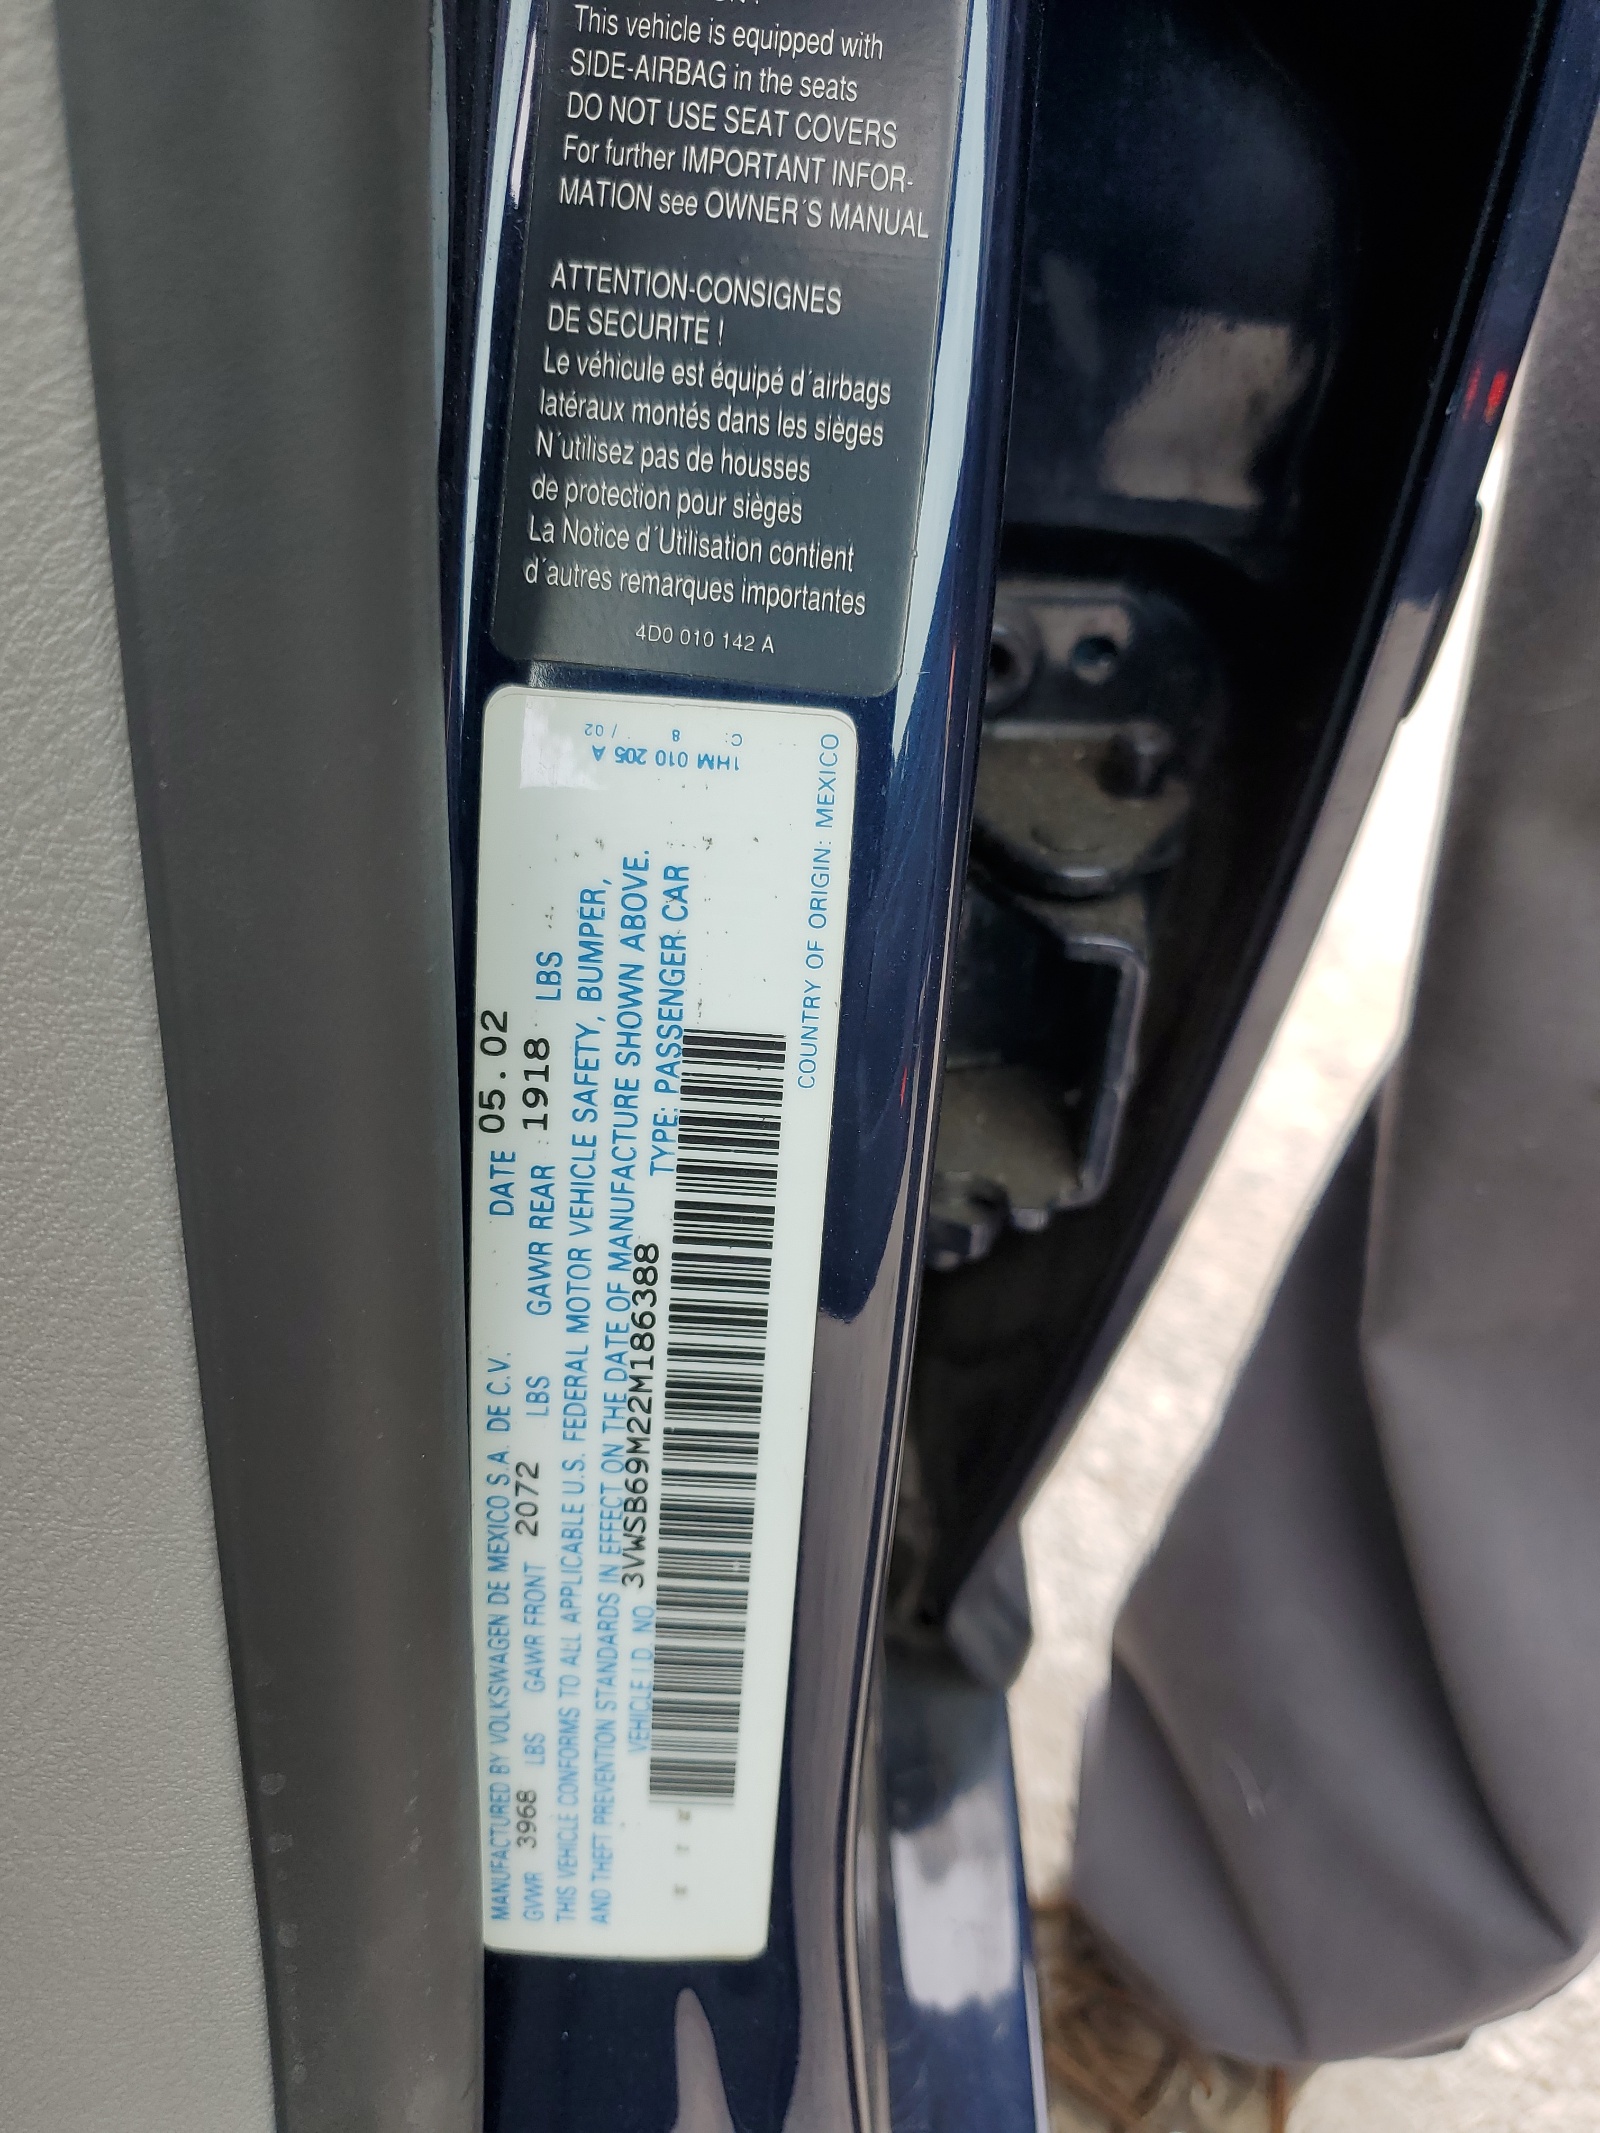 This vehicle is equipped with
SIDE-AIRBAG in the seats
DO NOT USE SEAT COVERS
For further IMPORTANT INFOR-
MATION see OWNER´S MANUAL
ATTENTION-CONSIGNES
DE SECURITE !
Le véhicule est équipé d´airbags
latéraux montés dans les sièges
N´utilisez pas de housses
de protection pour sièges
La Notice d´Utilisation contient
d´autres remarques importantes
4D0 010 142 A
1HM 010 205 A
C: 8 / 02
MANUFACTURED BY VOLKSWAGEN DE MEXICO S.A. DE C.V. DATE 05.02
GVWR 3968 LBS GAWR FRONT 2072 LBS GAWR REAR 1918 LBS
THIS VEHICLE CONFORMS TO ALL APPLICABLE U.S. FEDERAL MOTOR VEHICLE SAFETY, BUMPER,
AND THEFT PREVENTION STANDARDS IN EFFECT ON THE DATE OF MANUFACTURE SHOWN ABOVE.
VEHICLE I.D. NO. 3VWSB69M22M186388 TYPE: PASSENGER CAR
COUNTRY OF ORIGIN: MEXICO